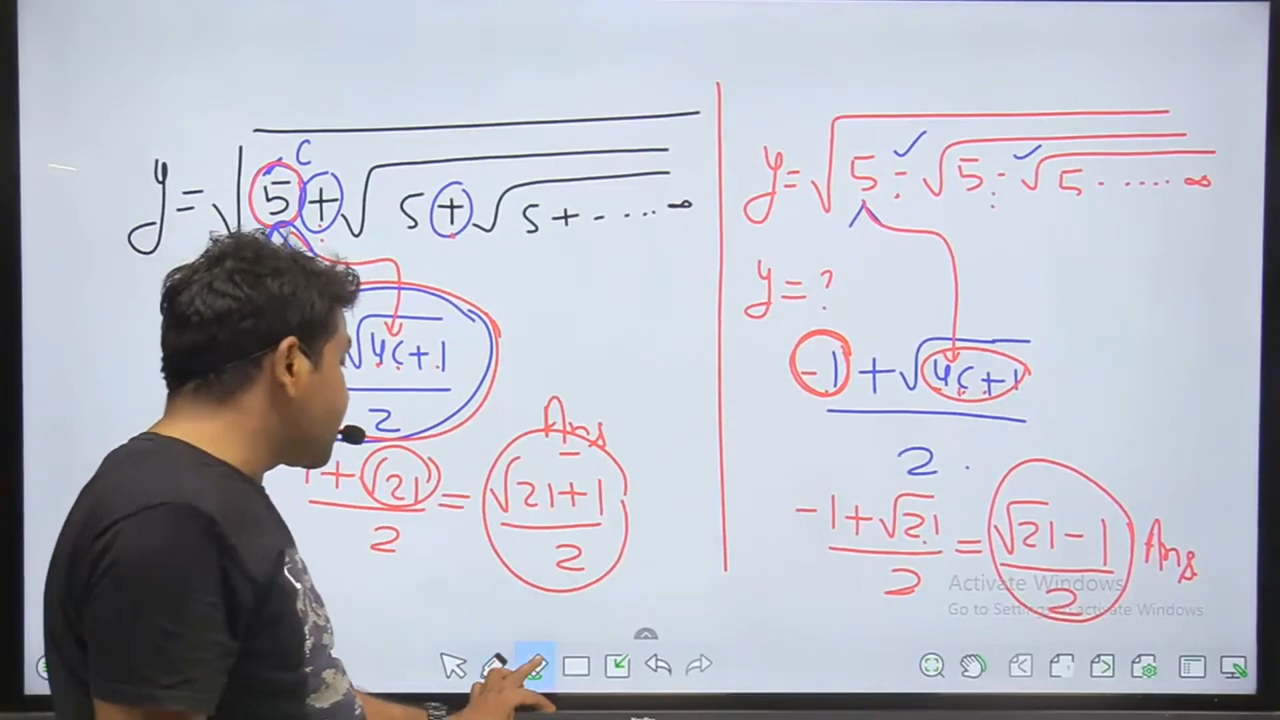 C
y = √5 + √5 + √5 + ..... ∞
√4C+1
2
1 + √21
2
= √21 + 1
2
Ans
y = √5 - √5 - √5 ..... ∞
y = ?
-1 + √4C+1
2
-1 + √21
2
= √21 - 1
2
Ans
Activate Windows
Go to Settings to activate Windows.